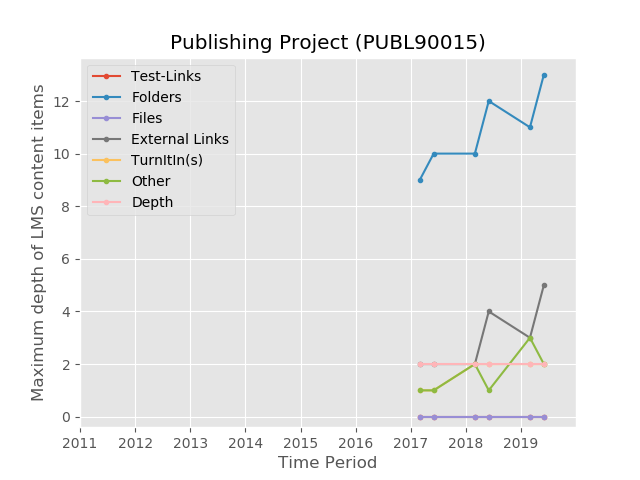 Publishing Project (PUBL90015)
Test-Links
Folders
Files
External Links
TurnItIn(s)
Other
Depth
Maximum depth of LMS content items
12
10
8
6
4
2
0
2011 2012 2013 2014 2015 2016 2017 2018 2019
Time Period